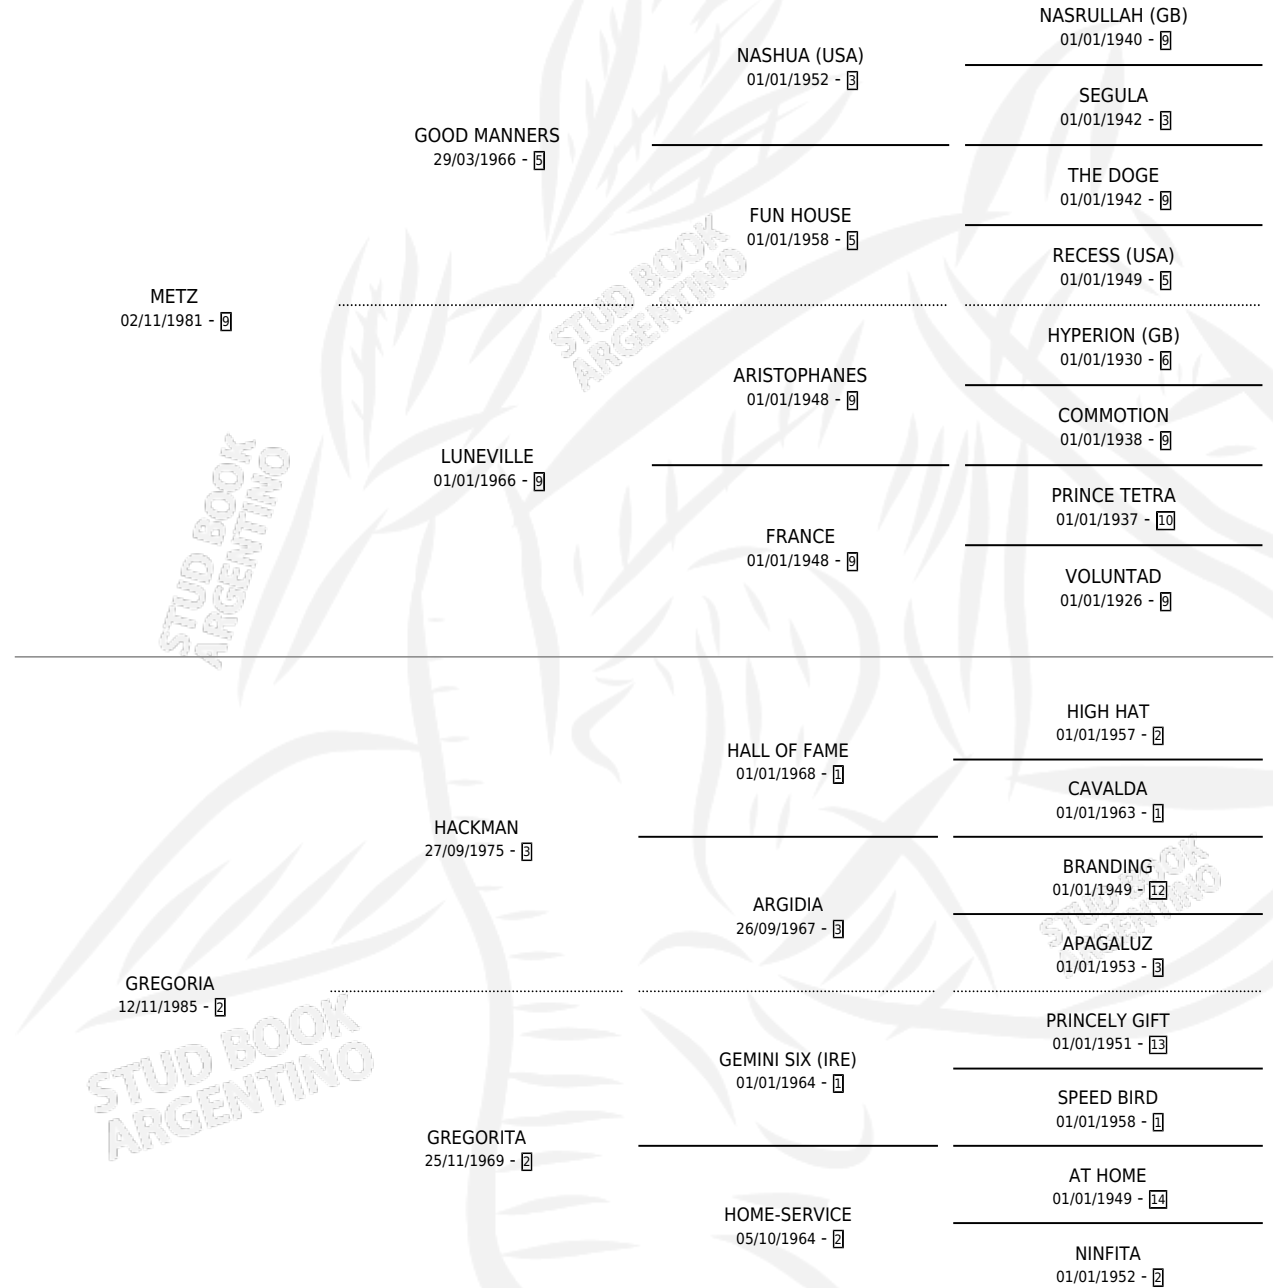 NASRULLAH (GB)
01/01/1940 - 9
NASHUA (USA)
01/01/1952 - 3
SEGULA
01/01/1942 - 3
GOOD MANNERS
29/03/1966 - 5
THE DOGE
01/01/1942 - 9
FUN HOUSE
01/01/1958 - 5
RECESS (USA)
01/01/1949 - 5
METZ
02/11/1981 - 9
HYPERION (GB)
01/01/1930 - 6
ARISTOPHANES
01/01/1948 - 9
COMMOTION
01/01/1938 - 9
LUNEVILLE
01/01/1966 - 9
PRINCE TETRA
01/01/1937 - 10
FRANCE
01/01/1948 - 9
VOLUNTAD
01/01/1926 - 9
HIGH HAT
01/01/1957 - 2
HALL OF FAME
01/01/1968 - 1
CAVALDA
01/01/1963 - 1
HACKMAN
27/09/1975 - 3
BRANDING
01/01/1949 - 12
ARGIDIA
26/09/1967 - 3
APAGALUZ
01/01/1953 - 3
GREGORIA
12/11/1985 - 2
PRINCELY GIFT
01/01/1951 - 13
GEMINI SIX (IRE)
01/01/1964 - 1
SPEED BIRD
01/01/1958 - 1
GREGORITA
25/11/1969 - 2
AT HOME
01/01/1949 - 14
HOME-SERVICE
05/10/1964 - 2
NINFITA
01/01/1952 - 2
STUD BOOK
ARGENTINO
STUD BOOK
ARGENTINO
STUD BOOK
ARGENTINO
STUD BOOK
ARGENTINO